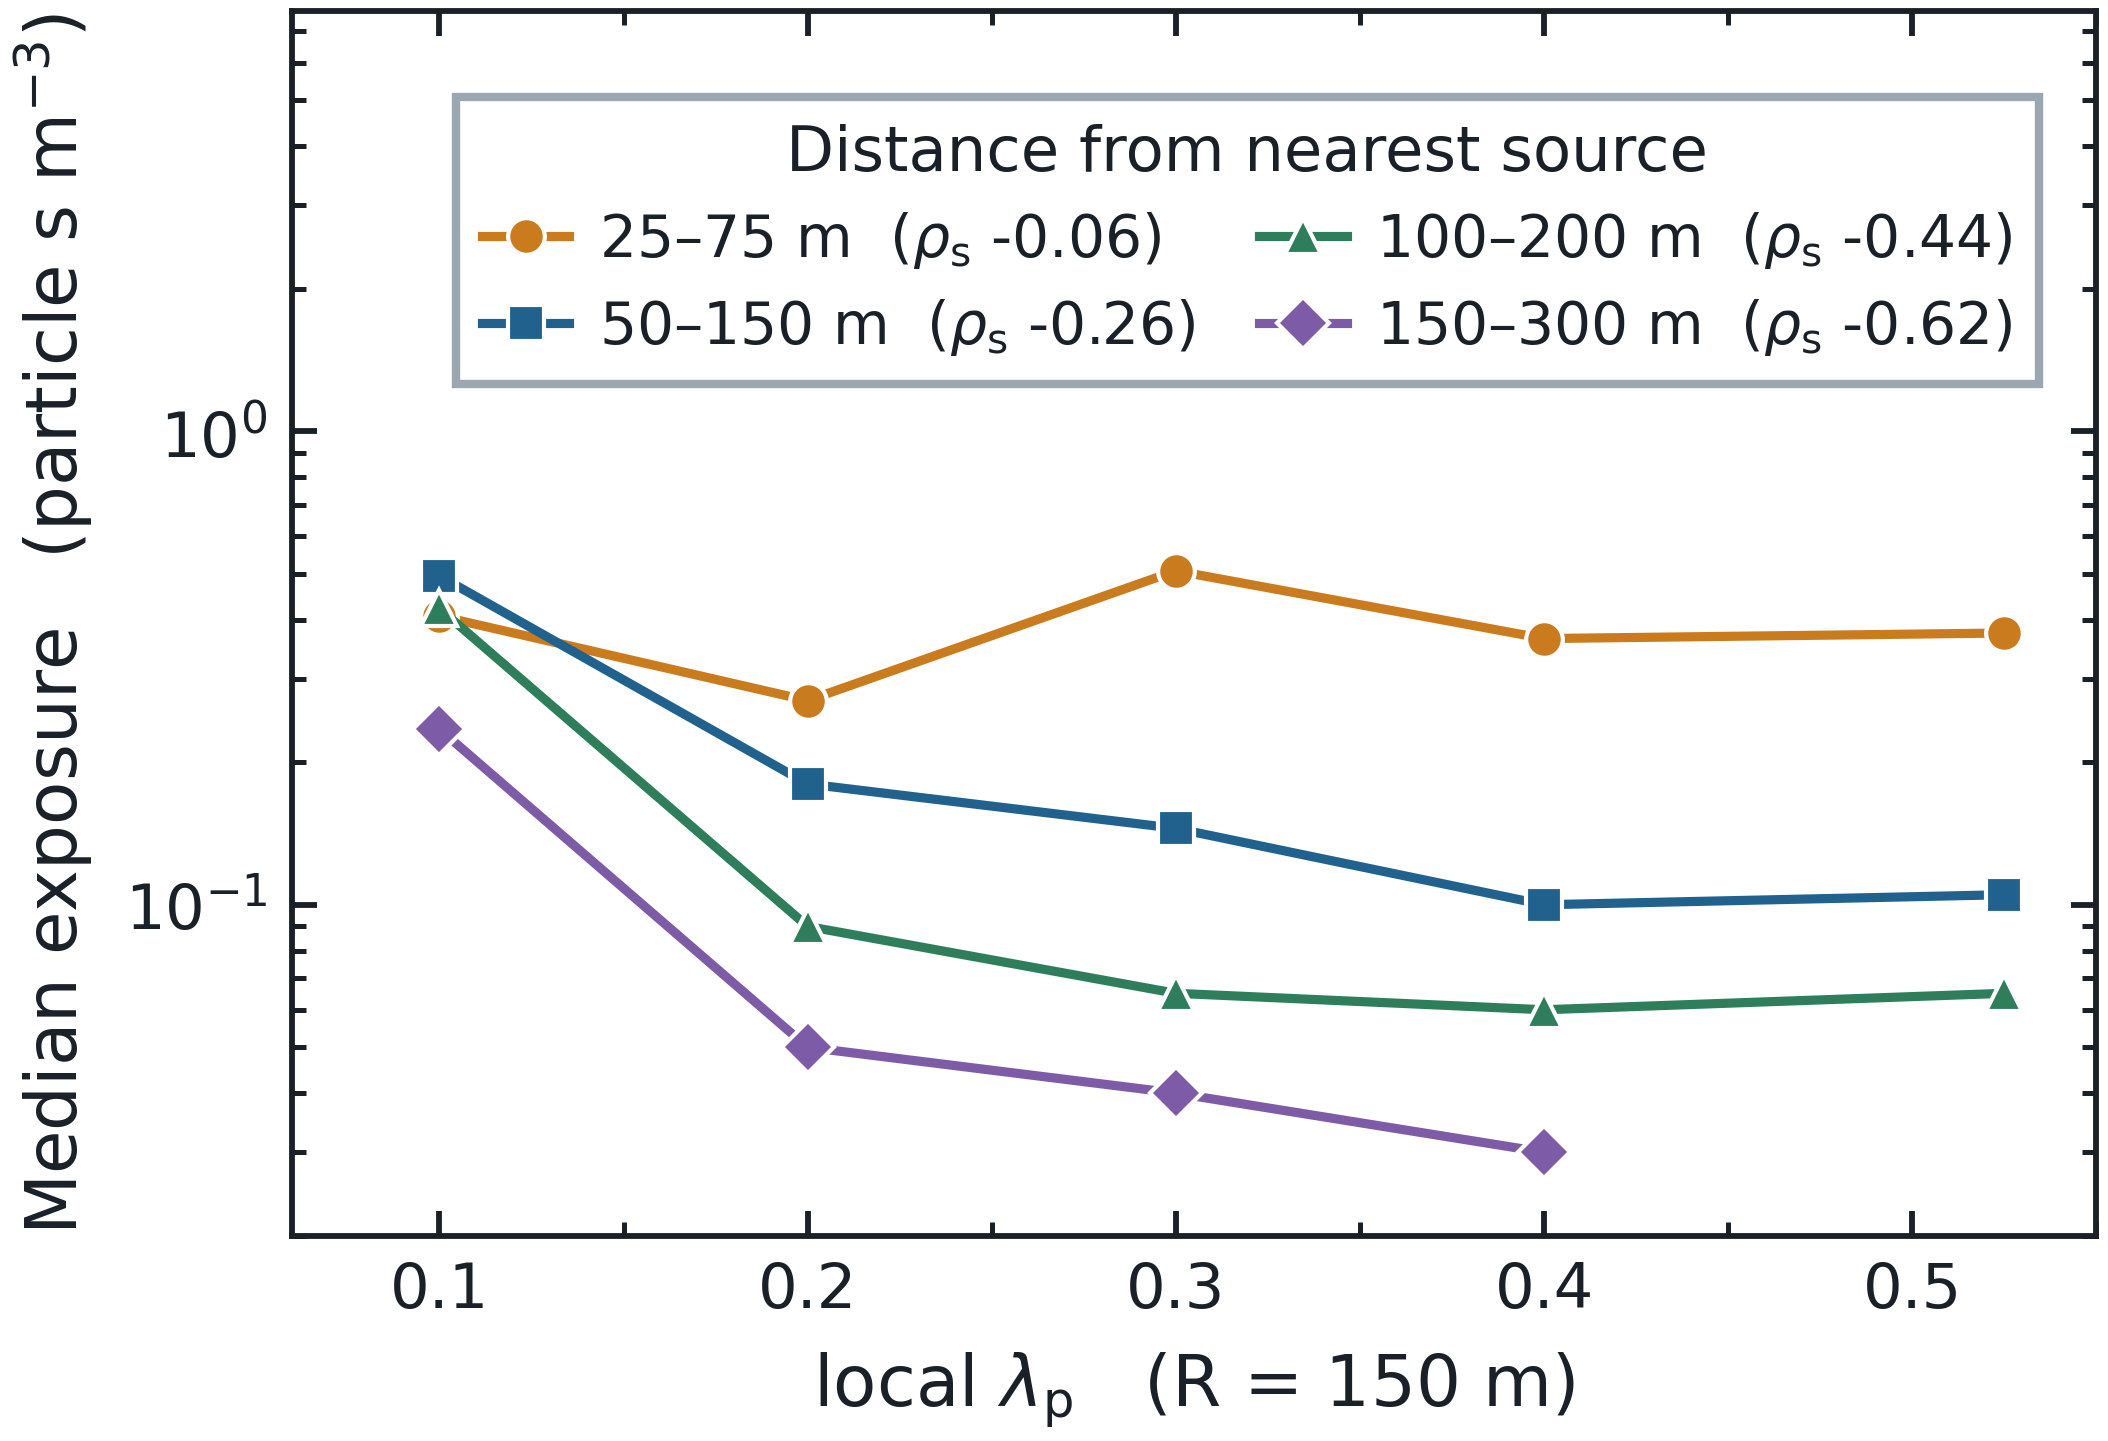 Median exposure (particle s m⁻³)
Distance from nearest source
25–75 m (ρₛ -0.06)
50–150 m (ρₛ -0.26)
100–200 m (ρₛ -0.44)
150–300 m (ρₛ -0.62)
10⁰
10⁻¹
0.1 0.2 0.3 0.4 0.5
local λₚ (R = 150 m)